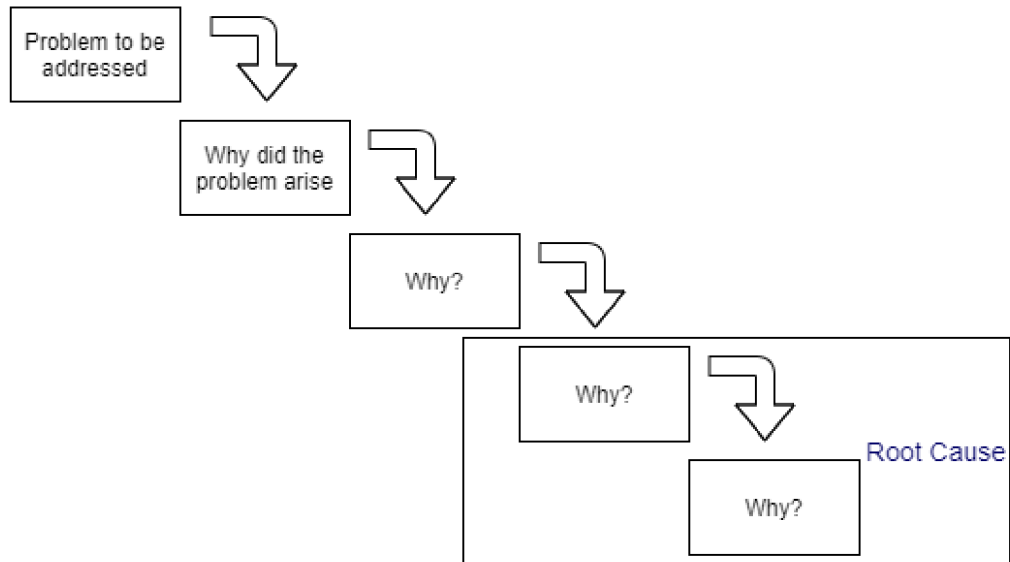 Problem to be
addressed
Why did the
problem arise
Why?
Why?
Root Cause
Why?